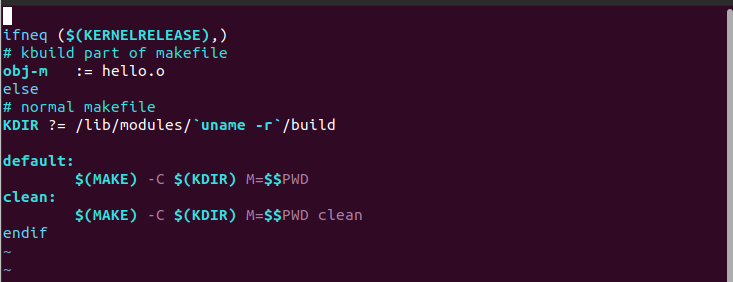 ifneq ($(KERNELRELEASE),)
# kbuild part of makefile
obj-m   := hello.o
else
# normal makefile
KDIR ?= /lib/modules/`uname -r`/build

default:
        $(MAKE) -C $(KDIR) M=$$PWD
clean:
        $(MAKE) -C $(KDIR) M=$$PWD clean
endif
~
~